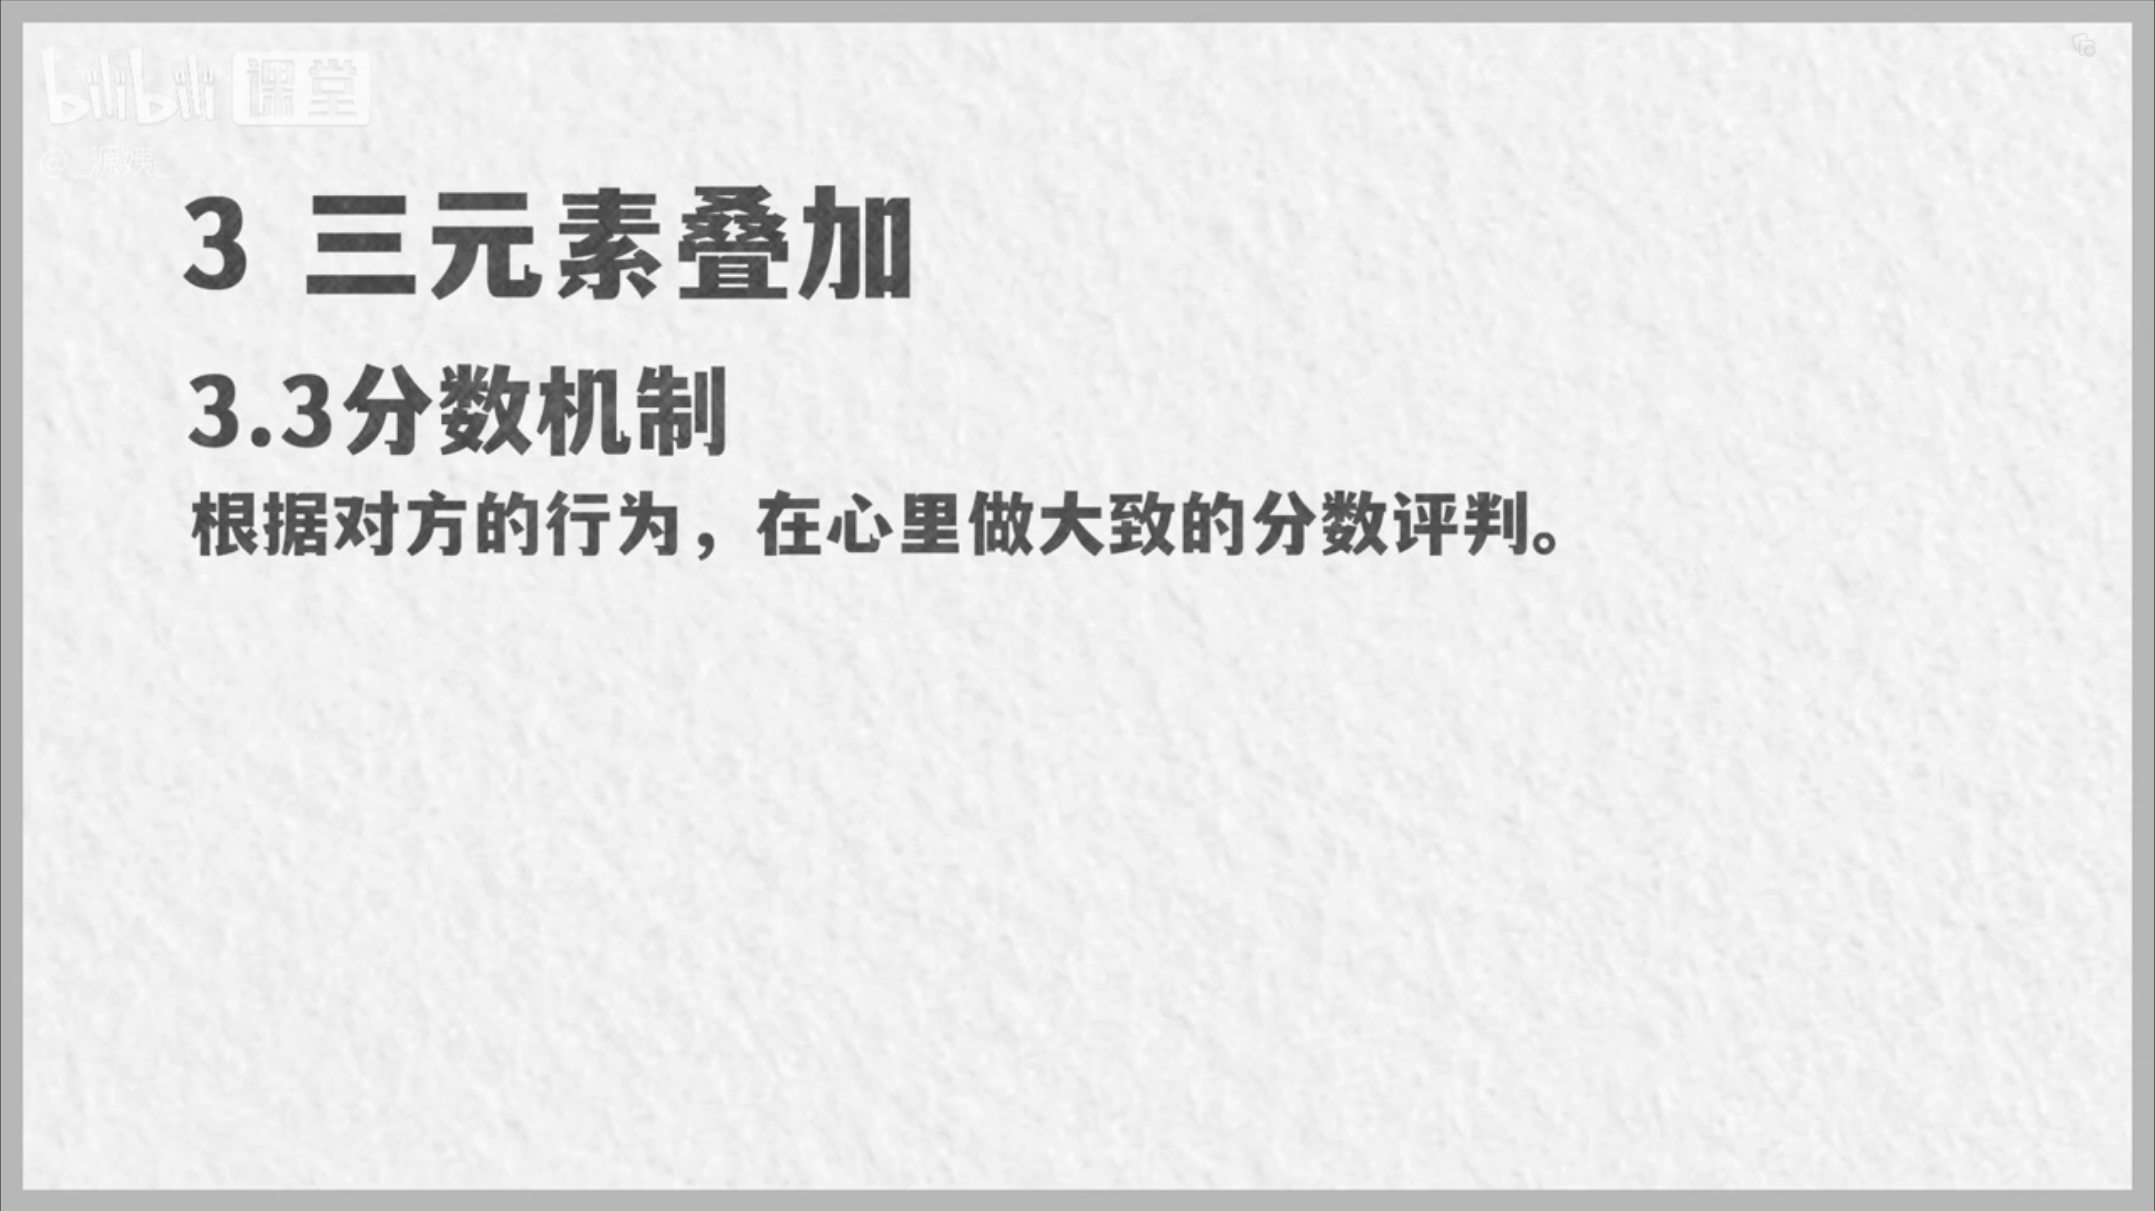 bilibili 课堂
@_源媖_
3 三元素叠加
3.3分数机制
根据对方的行为，在心里做大致的分数评判。